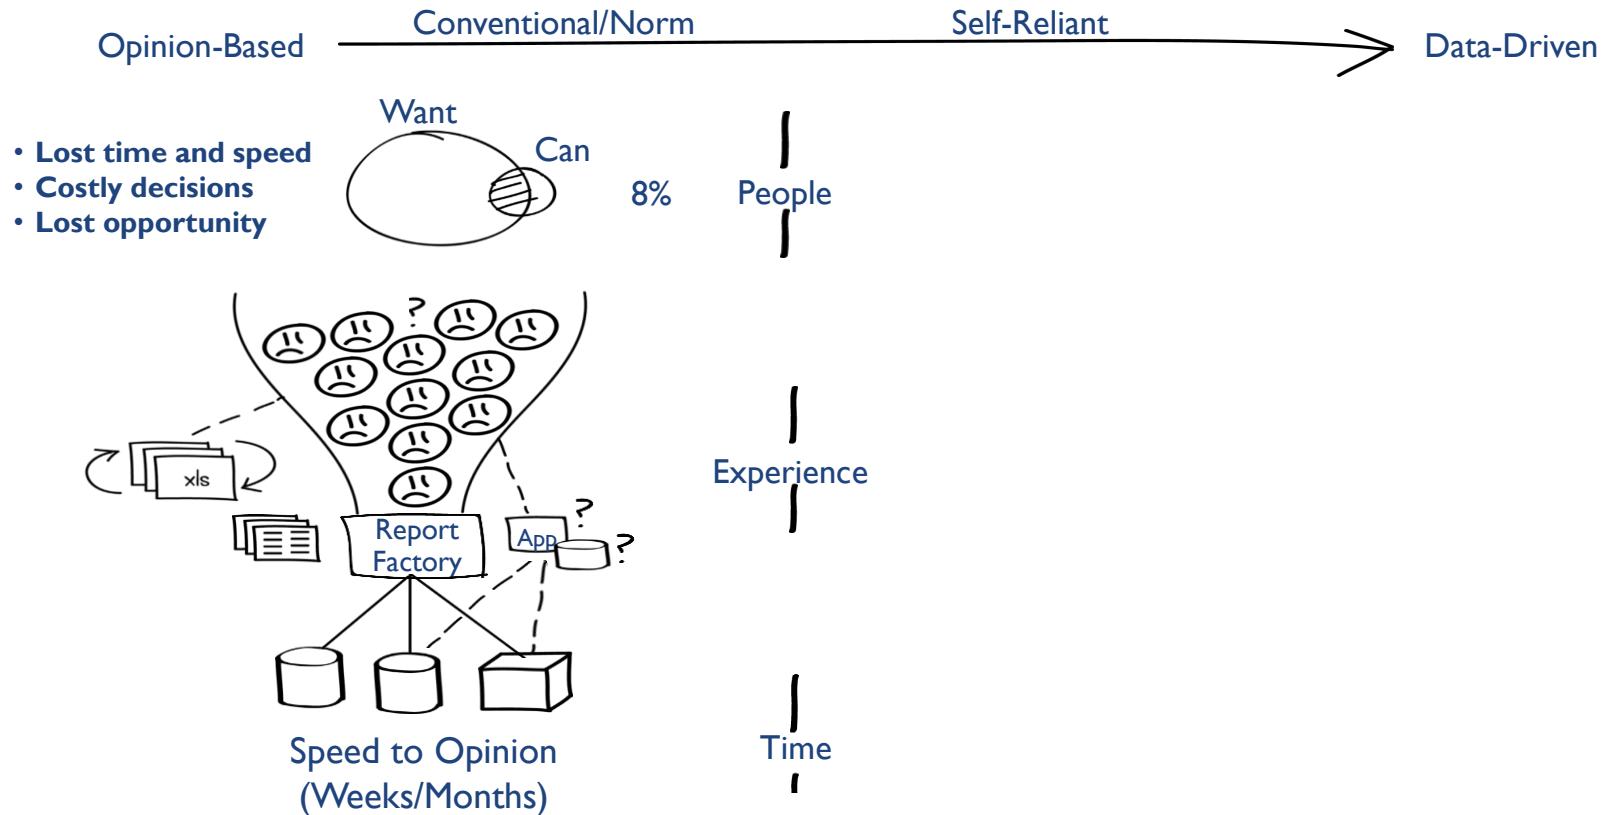 Conventional/Norm
Self-Reliant
Opinion-Based
Data-Driven
Want
Can
• Lost time and speed
• Costly decisions
• Lost opportunity
8%
People
?
xls
Experience
Report
Factory
App
?
?
Speed to Opinion
(Weeks/Months)
Time